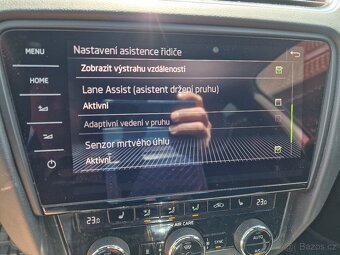 MENU
Nastavení asistence řidiče
Zobrazit výstrahu vzdálenosti
HOME
Lane Assist (asistent držení pruhu)
Aktivní
Adaptivní vedení v pruhu
Senzor mrtvého úhlu
Aktivní
23.0
23.0
AIR CARE
SYNC
AUTO
bazos.cz